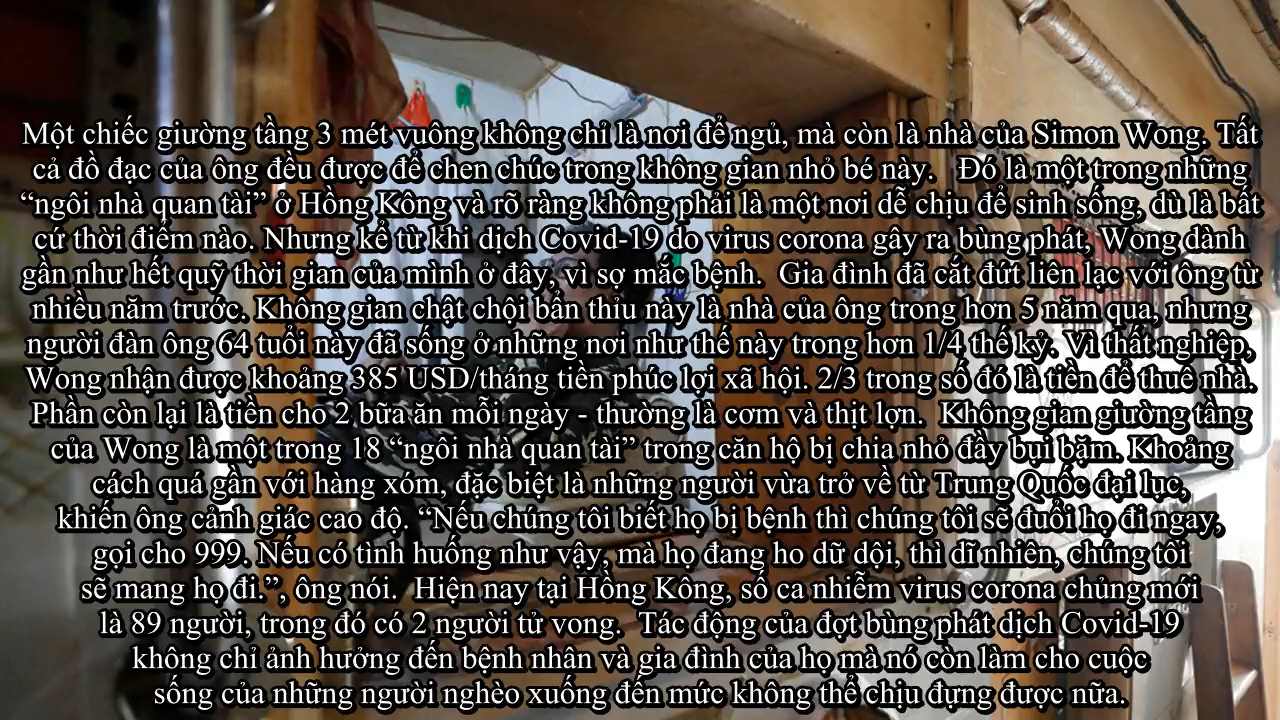 Một chiếc giường tầng 3 mét vuông không chỉ là nơi để ngủ, mà còn là nhà của Simon Wong. Tất
cả đồ đạc của ông đều được để chen chúc trong không gian nhỏ bé này.   Đó là một trong những
“ngôi nhà quan tài” ở Hồng Kông và rõ ràng không phải là một nơi dễ chịu để sinh sống, dù là bất
cứ thời điểm nào. Nhưng kể từ khi dịch Covid-19 do virus corona gây ra bùng phát, Wong dành
gần như hết quỹ thời gian của mình ở đây, vì sợ mắc bệnh.  Gia đình đã cắt đứt liên lạc với ông từ
nhiều năm trước. Không gian chật chội bẩn thỉu này là nhà của ông trong hơn 5 năm qua, nhưng
người đàn ông 64 tuổi này đã sống ở những nơi như thế này trong hơn 1/4 thế kỷ. Vì thất nghiệp,
Wong nhận được khoảng 385 USD/tháng tiền phúc lợi xã hội. 2/3 trong số đó là tiền để thuê nhà.
Phần còn lại là tiền cho 2 bữa ăn mỗi ngày - thường là cơm và thịt lợn.  Không gian giường tầng
của Wong là một trong 18 “ngôi nhà quan tài” trong căn hộ bị chia nhỏ đầy bụi bặm. Khoảng
cách quá gần với hàng xóm, đặc biệt là những người vừa trở về từ Trung Quốc đại lục,
khiến ông cảnh giác cao độ. “Nếu chúng tôi biết họ bị bệnh thì chúng tôi sẽ đuổi họ đi ngay,
gọi cho 999. Nếu có tình huống như vậy, mà họ đang ho dữ dội, thì dĩ nhiên, chúng tôi
sẽ mang họ đi.”, ông nói.  Hiện nay tại Hồng Kông, số ca nhiễm virus corona chủng mới
là 89 người, trong đó có 2 người tử vong.  Tác động của đợt bùng phát dịch Covid-19
không chỉ ảnh hưởng đến bệnh nhân và gia đình của họ mà nó còn làm cho cuộc
sống của những người nghèo xuống đến mức không thể chịu đựng được nữa.